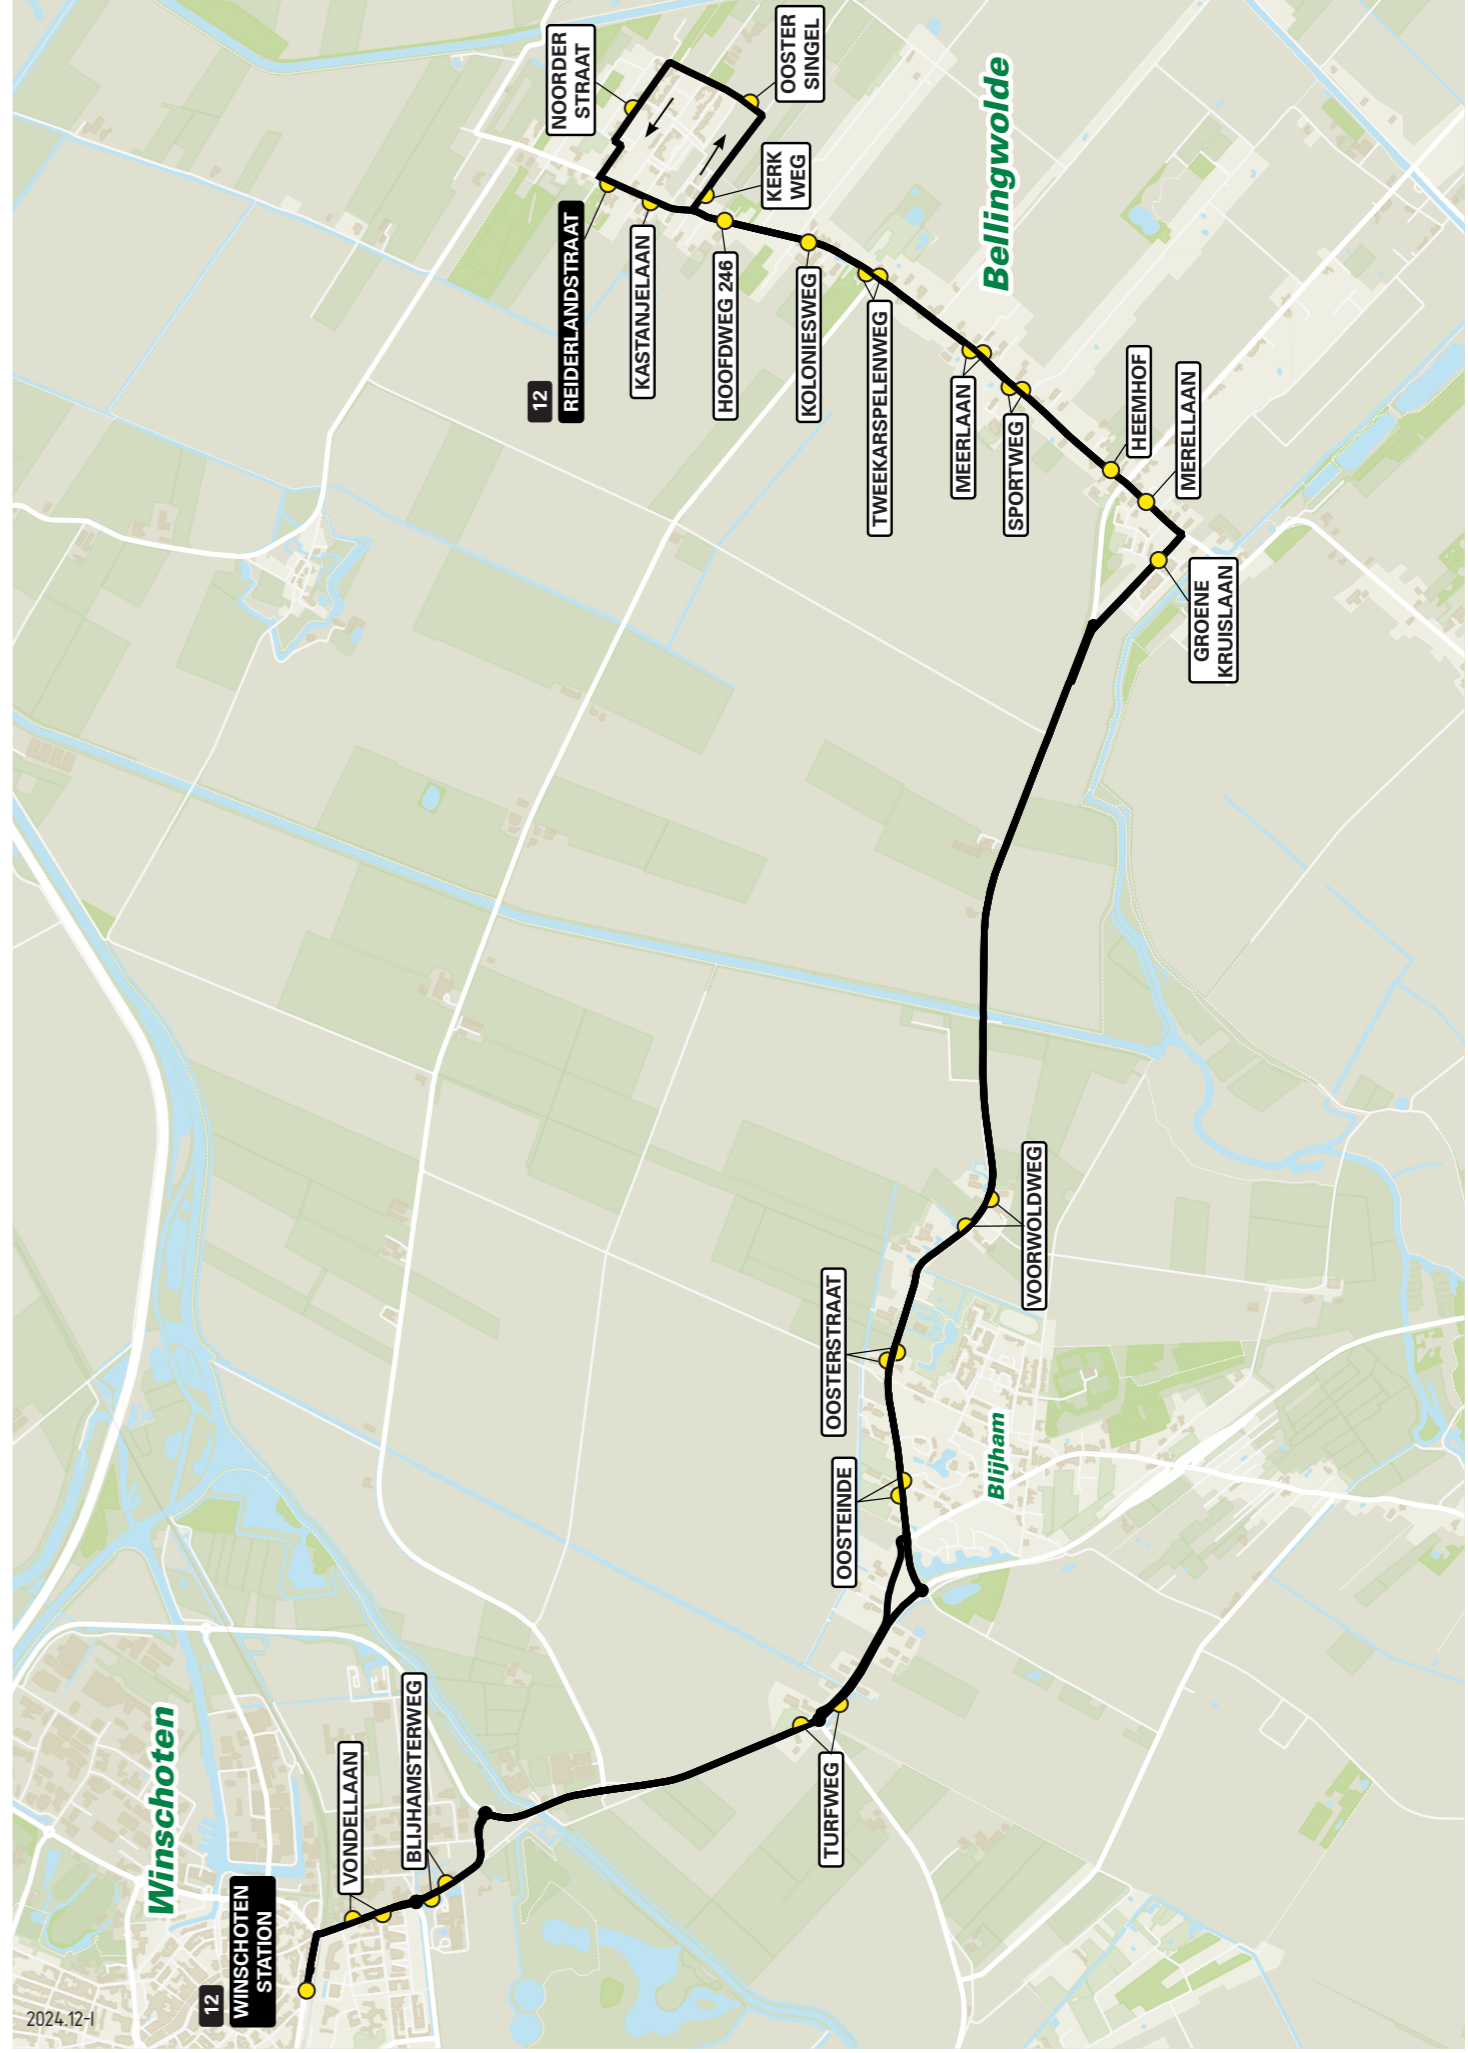 2024.12-I
12
WINSCHOTEN
STATION
Winschoten
VONDELLAAN
BLIJHAMSTERWEG
TURFWEG
OOSTEINDE
OOSTERSTRAAT
Blijham
VOORWOLDWEG
GROENE
KRUISLAAN
MERELLAAN
HEEMHOF
SPORTWEG
MEERLAAN
TWEEKARSPELENWEG
Bellingwolde
KOLONIESWEG
HOOFDWEG 246
KERK
WEG
OOSTER
SINGEL
NOORDER
STRAAT
12
REIDERLANDSTRAAT
KASTANJELAAN